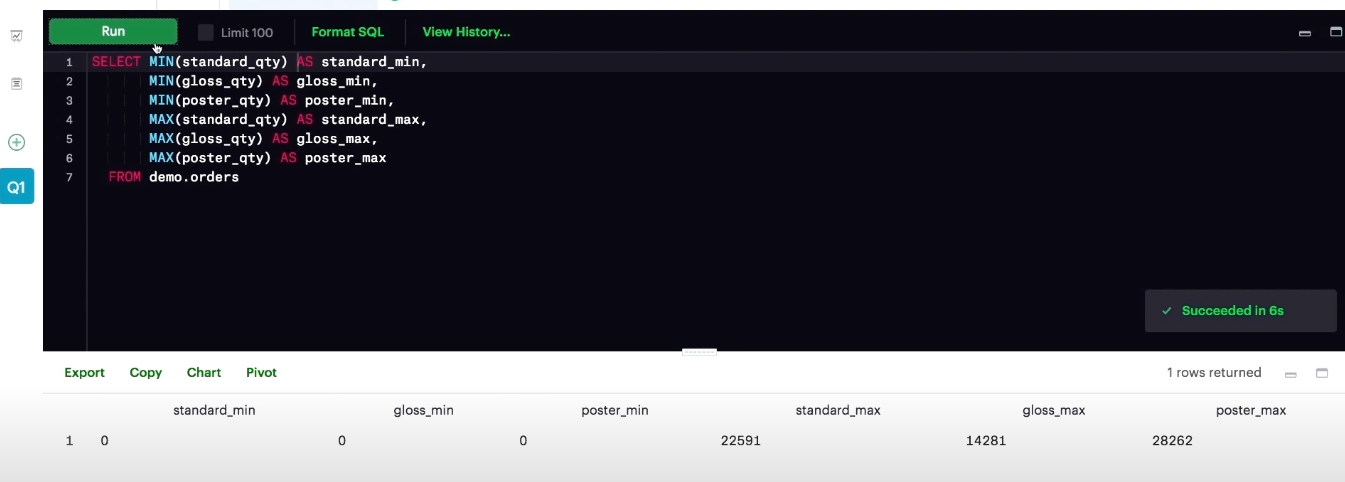 Run Limit 100 Format SQL View History...
1 SELECT MIN(standard_qty) AS standard_min,
2 MIN(gloss_qty) AS gloss_min,
3 MIN(poster_qty) AS poster_min,
4 MAX(standard_qty) AS standard_max,
5 MAX(gloss_qty) AS gloss_max,
6 MAX(poster_qty) AS poster_max
7 FROM demo.orders
Q1
✓ Succeeded in 6s
Export Copy Chart Pivot 1 rows returned
standard_min gloss_min poster_min standard_max gloss_max poster_max
1 0 0 0 22591 14281 28262